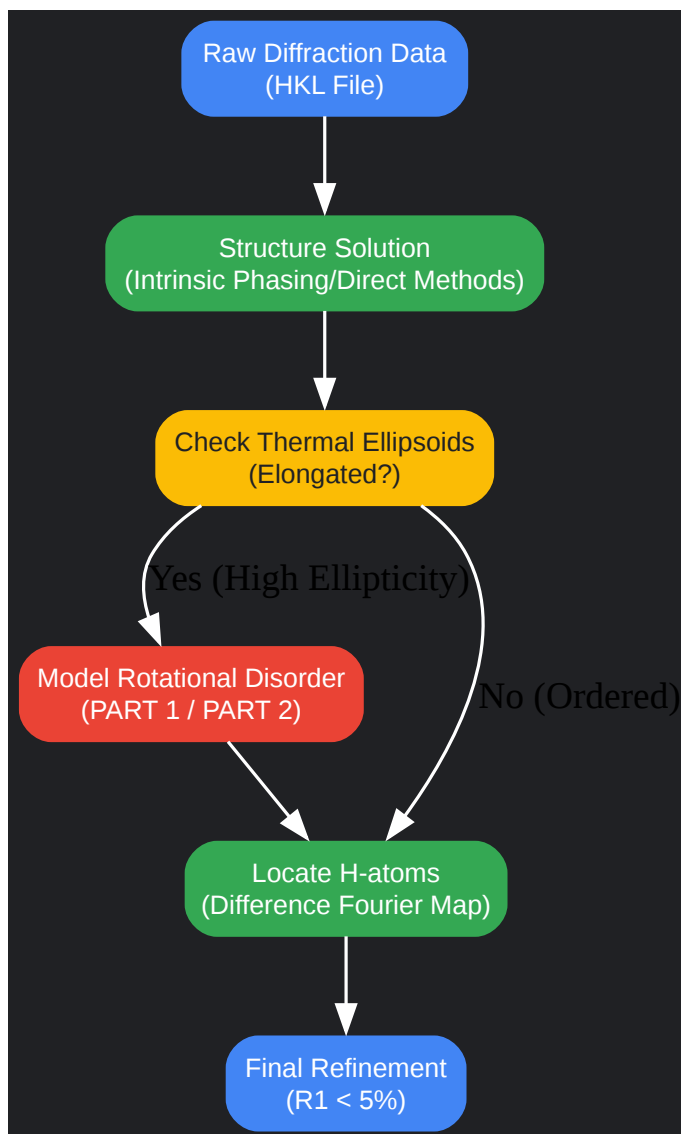 Raw Diffraction Data
(HKL File)
Structure Solution
(Intrinsic Phasing/Direct Methods)
Check Thermal Ellipsoids
(Elongated?)
Yes (High Ellipticity)
Model Rotational Disorder
(PART 1 / PART 2)
No (Ordered)
Locate H-atoms
(Difference Fourier Map)
Final Refinement
(R1 < 5%)